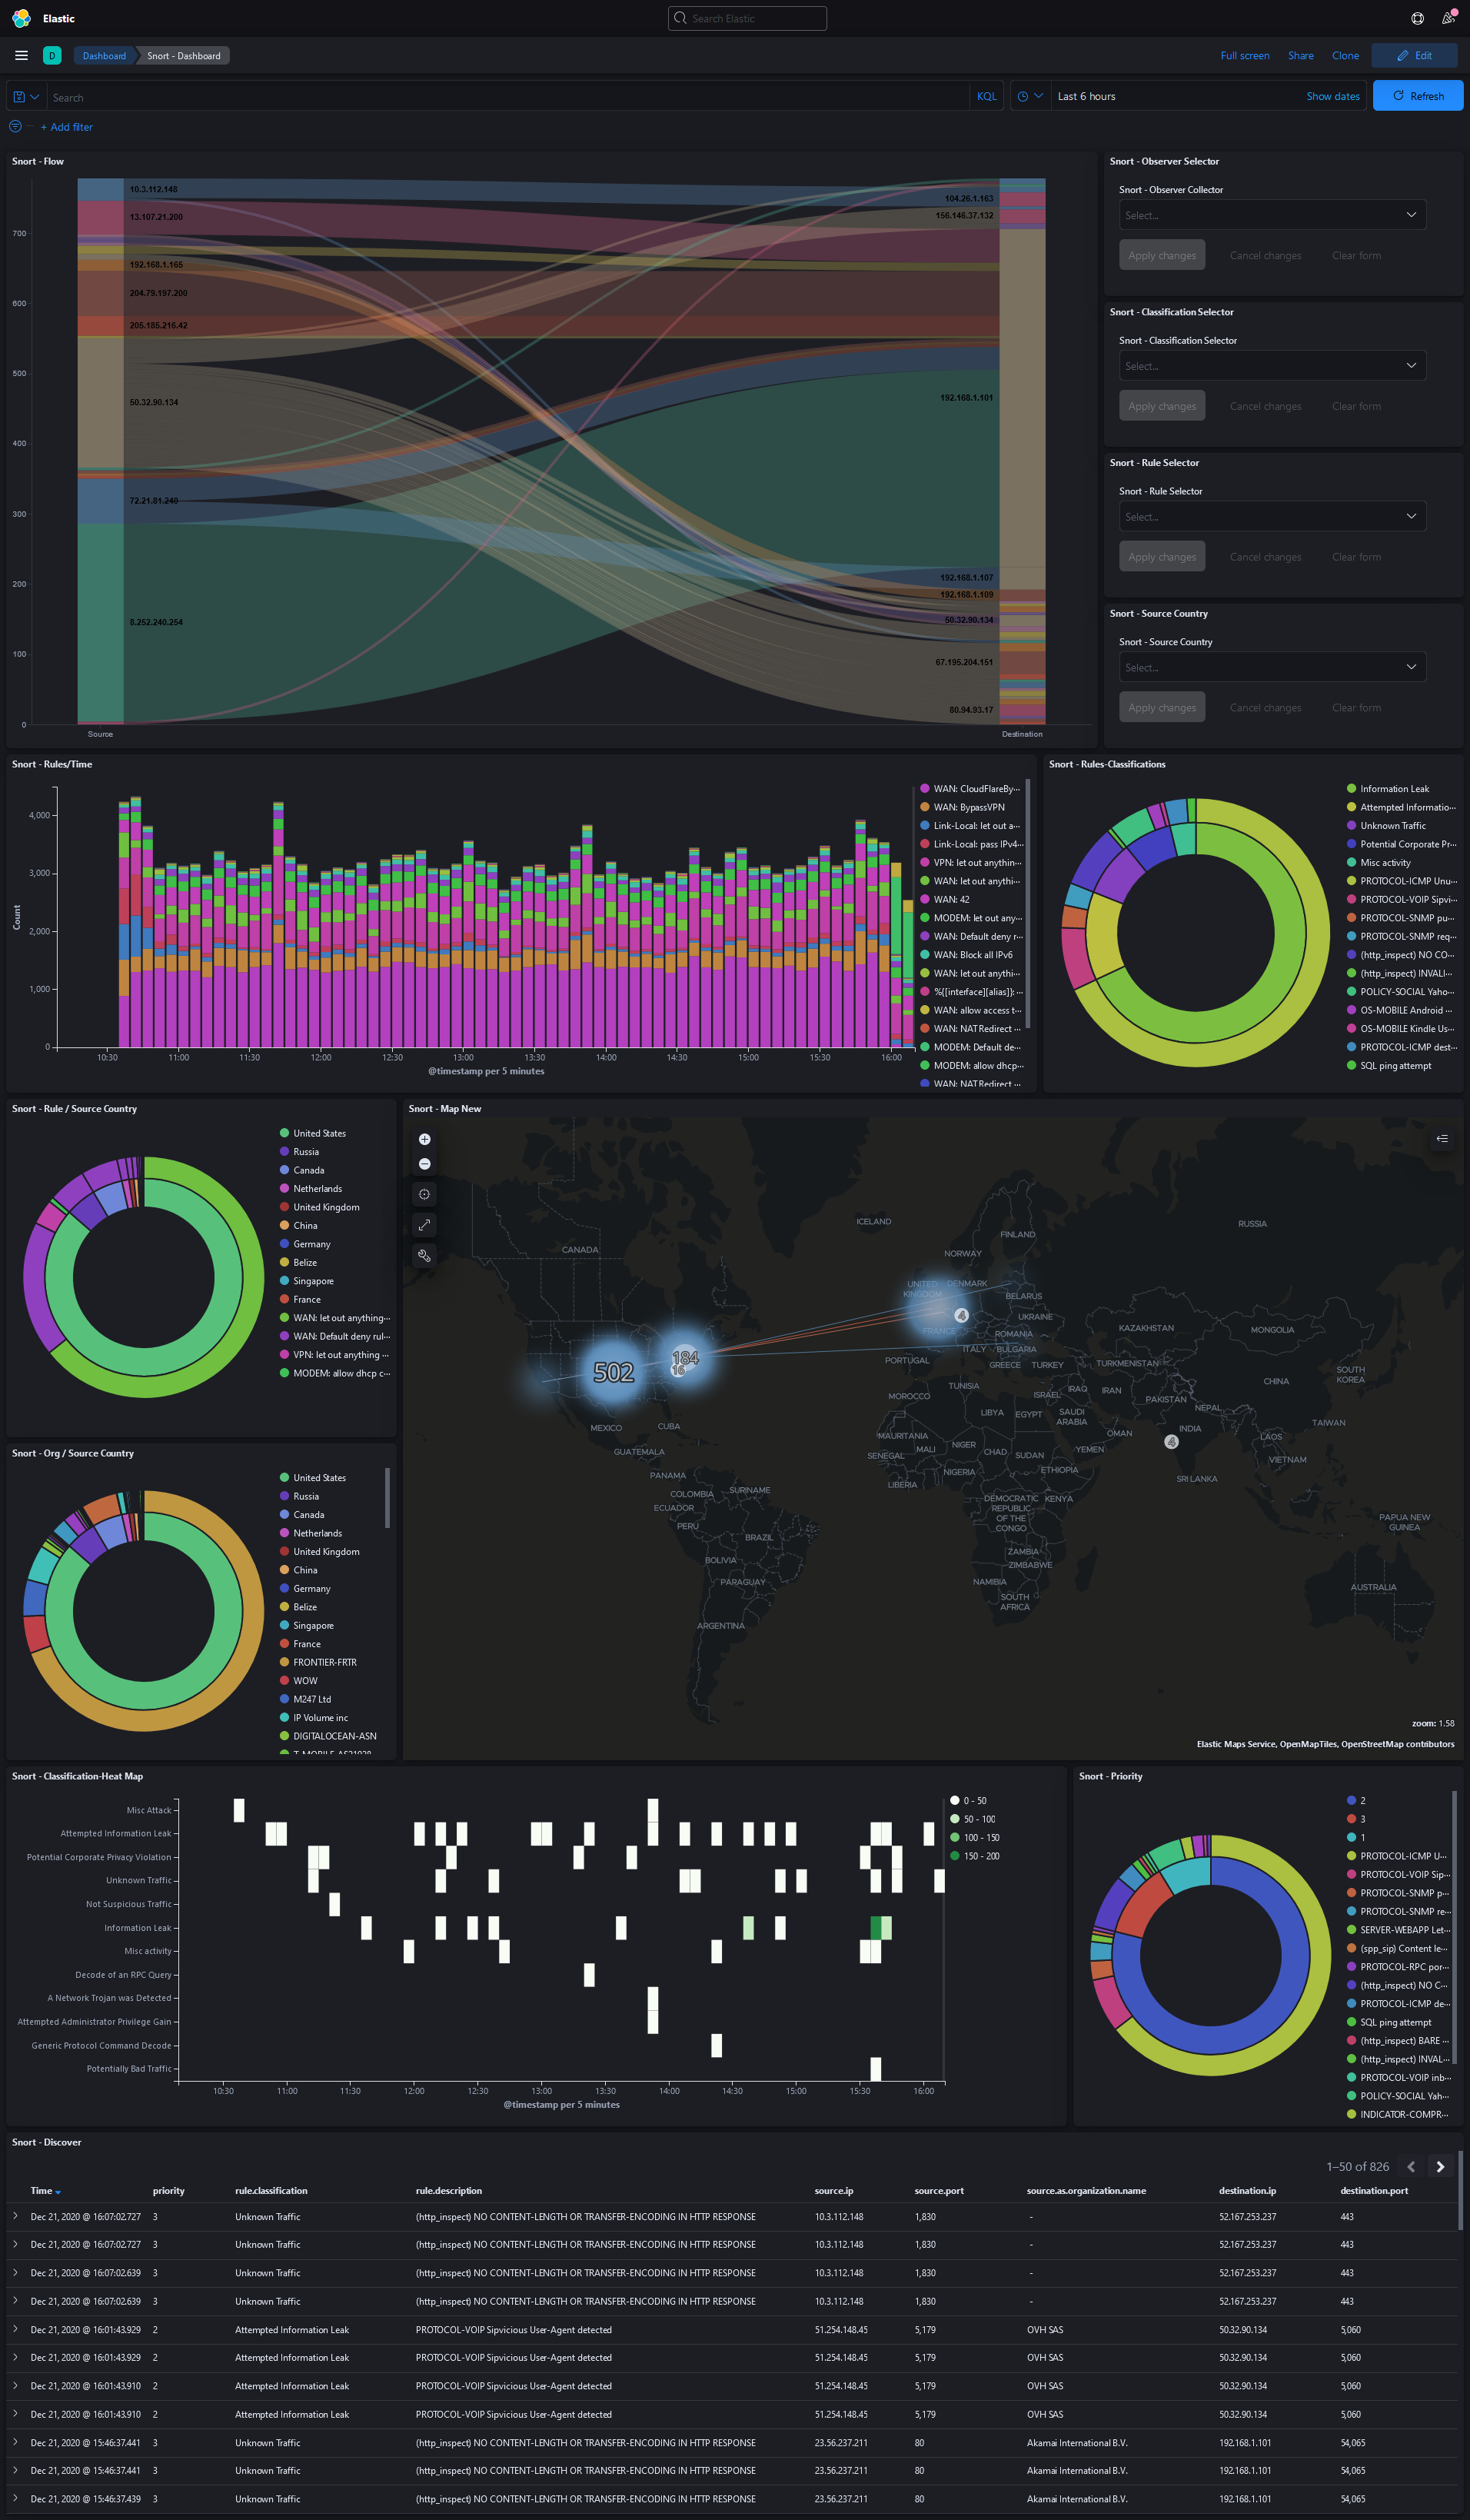 Elastic
Search Elastic
D
Dashboard
Snort - Dashboard
Full screen
Share
Clone
Edit
Search
KQL
Last 6 hours
Show dates
Refresh
+ Add filter
Snort - Flow
700
600
500
400
300
200
100
0
10.3.112.148
13.107.21.200
192.168.1.165
204.79.197.200
205.185.216.42
50.32.90.134
72.21.81.240
8.252.240.254
104.26.1.163
156.146.37.132
192.168.1.101
192.168.1.107
192.168.1.109
50.32.90.134
67.195.204.151
80.94.93.17
Source
Destination
Snort - Observer Selector
Snort - Observer Collector
Select...
Apply changes
Cancel changes
Clear form
Snort - Classification Selector
Snort - Classification Selector
Select...
Apply changes
Cancel changes
Clear form
Snort - Rule Selector
Snort - Rule Selector
Select...
Apply changes
Cancel changes
Clear form
Snort - Source Country
Snort - Source Country
Select...
Apply changes
Cancel changes
Clear form
Snort - Rules/Time
Count
4,000
3,000
2,000
1,000
0
10:30
11:00
11:30
12:00
12:30
13:00
13:30
14:00
14:30
15:00
15:30
16:00
@timestamp per 5 minutes
WAN: CloudFlareBy...
WAN: BypassVPN
Link-Local: let out a...
Link-Local: pass IPv4...
VPN: let out anythin...
WAN: let out anythi...
WAN: 42
MODEM: let out any...
WAN: Default deny r...
WAN: Block all IPv6
WAN: let out anythi...
%{[interface][alias]}: ...
WAN: allow access t...
WAN: NAT Redirect ...
MODEM: Default de...
MODEM: allow dhcp...
WAN: NAT Redirect ...
Snort - Rules-Classifications
Information Leak
Attempted Informatio...
Unknown Traffic
Potential Corporate Pr...
Misc activity
PROTOCOL-ICMP Unu...
PROTOCOL-VOIP Sipvi...
PROTOCOL-SNMP pu...
PROTOCOL-SNMP req...
(http_inspect) NO CO...
(http_inspect) INVALI...
POLICY-SOCIAL Yaho...
OS-MOBILE Android ...
OS-MOBILE Kindle Us...
PROTOCOL-ICMP dest...
SQL ping attempt
Snort - Rule / Source Country
United States
Russia
Canada
Netherlands
United Kingdom
China
Germany
Belize
Singapore
France
WAN: let out anything...
WAN: Default deny rul...
VPN: let out anything ...
MODEM: allow dhcp c...
Snort - Map New
ICELAND
RUSSIA
FINLAND
NORWAY
CANADA
UNITED KINGDOM
DENMARK
BELARUS
4
UKRAINE
FRANCE
ROMANIA
KAZAKHSTAN
MONGOLIA
ITALY
BULGARIA
PORTUGAL
GREECE
TURKEY
TURKMENISTAN
502
184
16
SOUTH KOREA
CHINA
TUNISIA
ISRAEL
IRAQ
IRAN
MOROCCO
PAKISTAN
NEPAL
LIBYA
EGYPT
SAUDI ARABIA
TAIWAN
MEXICO
CUBA
OMAN
INDIA
4
MAURITANIA
LAOS
MALI
NIGER
CHAD
SUDAN
YEMEN
GUATEMALA
SENEGAL
VIETNAM
PANAMA
NIGERIA
ETHIOPIA
SRI LANKA
LIBERIA
COLOMBIA
SURINAME
ECUADOR
DEMOCRATIC REPUBLIC OF THE CONGO
KENYA
PERU
BRAZIL
PAPUA NEW GUINEA
ZAMBIA
BOLIVIA
ZIMBABWE
PARAGUAY
NAMIBIA
AUSTRALIA
SOUTH AFRICA
ARGENTINA
zoom: 1.58
Elastic Maps Service, OpenMapTiles, OpenStreetMap contributors
Snort - Org / Source Country
United States
Russia
Canada
Netherlands
United Kingdom
China
Germany
Belize
Singapore
France
FRONTIER-FRTR
WOW
M247 Ltd
IP Volume inc
DIGITALOCEAN-ASN
T-MOBILE-AS21928
Snort - Classification-Heat Map
Misc Attack
Attempted Information Leak
Potential Corporate Privacy Violation
Unknown Traffic
Not Suspicious Traffic
Information Leak
Misc activity
Decode of an RPC Query
A Network Trojan was Detected
Attempted Administrator Privilege Gain
Generic Protocol Command Decode
Potentially Bad Traffic
10:30
11:00
11:30
12:00
12:30
13:00
13:30
14:00
14:30
15:00
15:30
16:00
@timestamp per 5 minutes
0 - 50
50 - 100
100 - 150
150 - 200
Snort - Priority
2
3
1
PROTOCOL-ICMP U...
PROTOCOL-VOIP Sip...
PROTOCOL-SNMP p...
PROTOCOL-SNMP re...
SERVER-WEBAPP Let...
(spp_sip) Content le...
PROTOCOL-RPC por...
(http_inspect) NO C...
PROTOCOL-ICMP de...
SQL ping attempt
(http_inspect) BARE ...
(http_inspect) INVAL...
PROTOCOL-VOIP inb...
POLICY-SOCIAL Yah...
INDICATOR-COMPR...
Snort - Discover
1–50 of 826
Time priority rule.classification rule.description source.ip source.port source.as.organization.name destination.ip destination.port
Dec 21, 2020 @ 16:07:02.727 3 Unknown Traffic (http_inspect) NO CONTENT-LENGTH OR TRANSFER-ENCODING IN HTTP RESPONSE 10.3.112.148 1,830 - 52.167.253.237 443
Dec 21, 2020 @ 16:07:02.727 3 Unknown Traffic (http_inspect) NO CONTENT-LENGTH OR TRANSFER-ENCODING IN HTTP RESPONSE 10.3.112.148 1,830 - 52.167.253.237 443
Dec 21, 2020 @ 16:07:02.639 3 Unknown Traffic (http_inspect) NO CONTENT-LENGTH OR TRANSFER-ENCODING IN HTTP RESPONSE 10.3.112.148 1,830 - 52.167.253.237 443
Dec 21, 2020 @ 16:07:02.639 3 Unknown Traffic (http_inspect) NO CONTENT-LENGTH OR TRANSFER-ENCODING IN HTTP RESPONSE 10.3.112.148 1,830 - 52.167.253.237 443
Dec 21, 2020 @ 16:01:43.929 2 Attempted Information Leak PROTOCOL-VOIP Sipvicious User-Agent detected 51.254.148.45 5,179 OVH SAS 50.32.90.134 5,060
Dec 21, 2020 @ 16:01:43.929 2 Attempted Information Leak PROTOCOL-VOIP Sipvicious User-Agent detected 51.254.148.45 5,179 OVH SAS 50.32.90.134 5,060
Dec 21, 2020 @ 16:01:43.910 2 Attempted Information Leak PROTOCOL-VOIP Sipvicious User-Agent detected 51.254.148.45 5,179 OVH SAS 50.32.90.134 5,060
Dec 21, 2020 @ 16:01:43.910 2 Attempted Information Leak PROTOCOL-VOIP Sipvicious User-Agent detected 51.254.148.45 5,179 OVH SAS 50.32.90.134 5,060
Dec 21, 2020 @ 15:46:37.441 3 Unknown Traffic (http_inspect) NO CONTENT-LENGTH OR TRANSFER-ENCODING IN HTTP RESPONSE 23.56.237.211 80 Akamai International B.V. 192.168.1.101 54,065
Dec 21, 2020 @ 15:46:37.441 3 Unknown Traffic (http_inspect) NO CONTENT-LENGTH OR TRANSFER-ENCODING IN HTTP RESPONSE 23.56.237.211 80 Akamai International B.V. 192.168.1.101 54,065
Dec 21, 2020 @ 15:46:37.439 3 Unknown Traffic (http_inspect) NO CONTENT-LENGTH OR TRANSFER-ENCODING IN HTTP RESPONSE 23.56.237.211 80 Akamai International B.V. 192.168.1.101 54,065